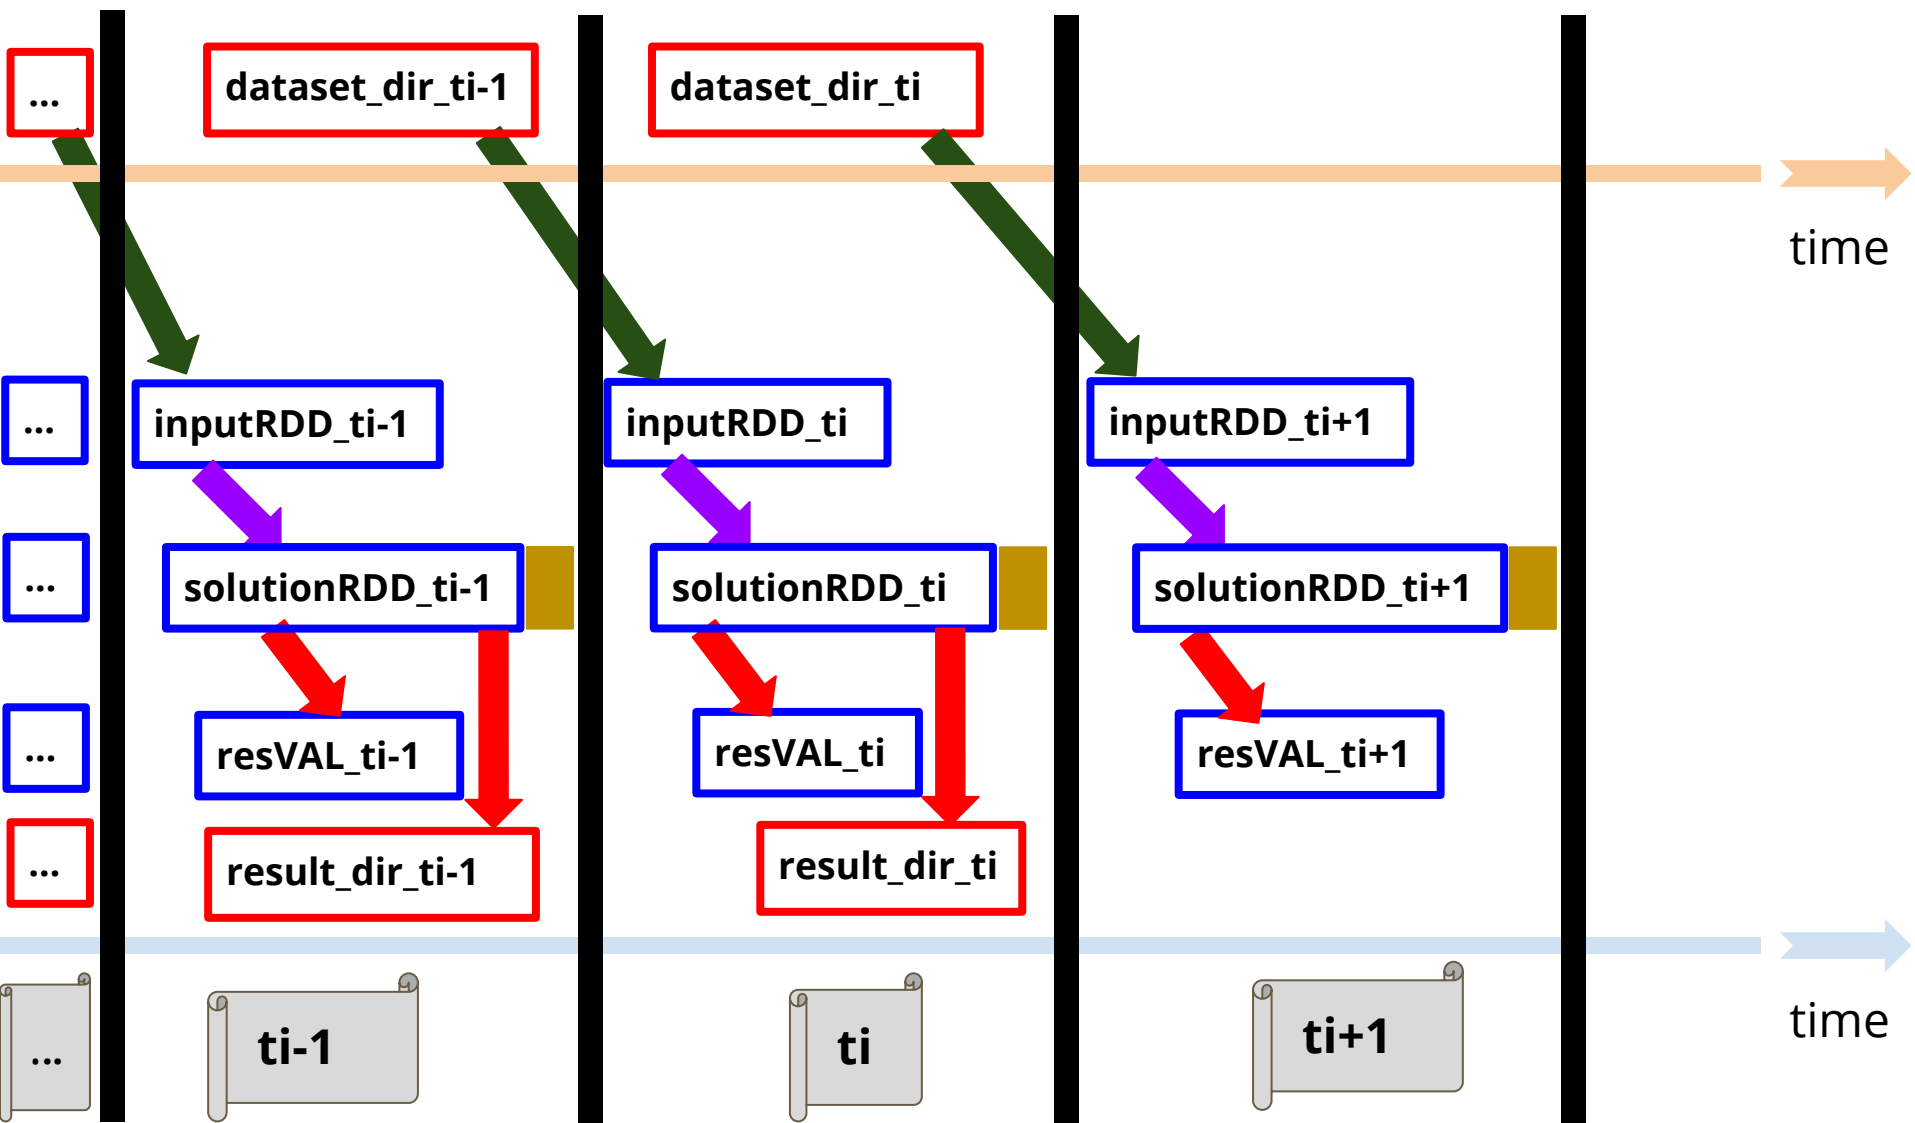 ...
dataset_dir_ti-1
dataset_dir_ti
time
...
inputRDD_ti-1
inputRDD_ti
inputRDD_ti+1
...
solutionRDD_ti-1
solutionRDD_ti
solutionRDD_ti+1
...
resVAL_ti-1
resVAL_ti
resVAL_ti+1
...
result_dir_ti-1
result_dir_ti
...
ti-1
ti
ti+1
time